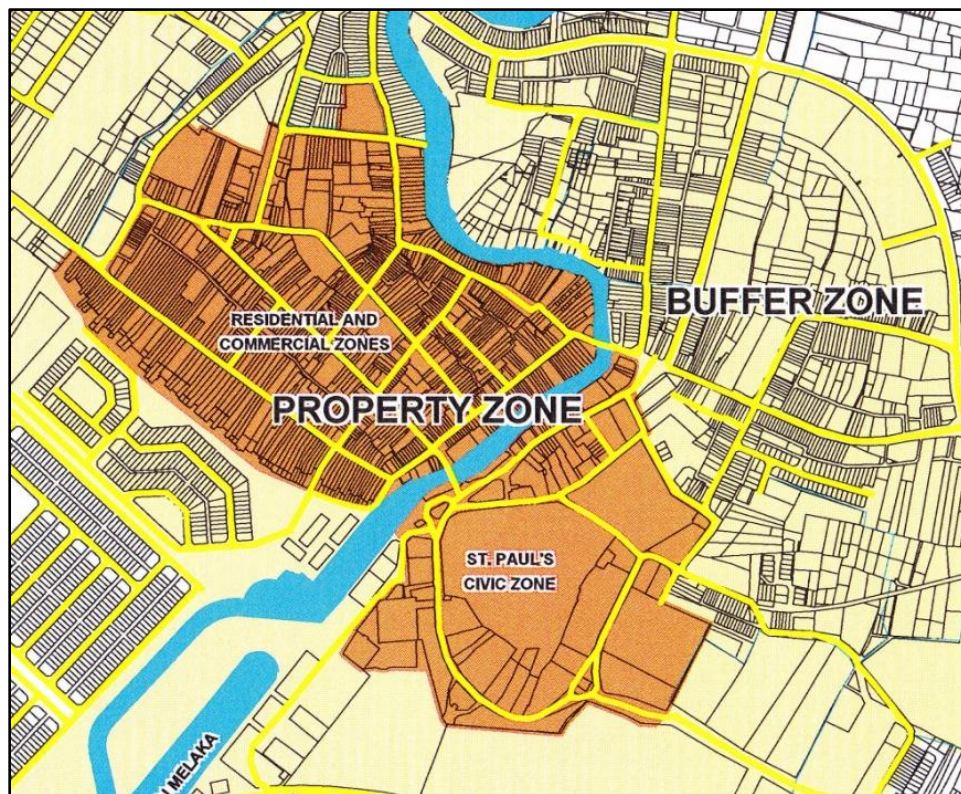 BUFFER ZONE
RESIDENTIAL AND
COMMERCIAL ZONES
PROPERTY ZONE
ST. PAUL'S
CIVIC ZONE
MELAKA